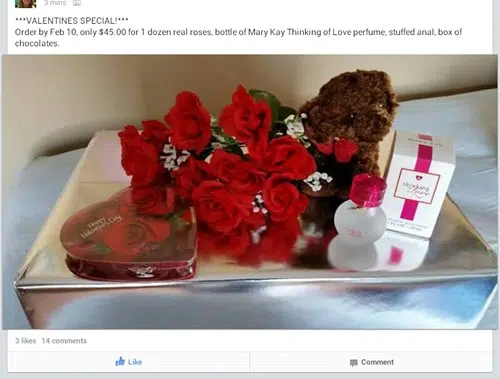 3 mins
***VALENTINES SPECIAL!***
Order by Feb 10, only $45.00 for 1 dozen real roses, bottle of Mary Kay Thinking of Love perfume, stuffed anal, box of
chocolates.
Happy
Valentine's Day
thinking
of love
3 likes 14 comments
Like
Comment